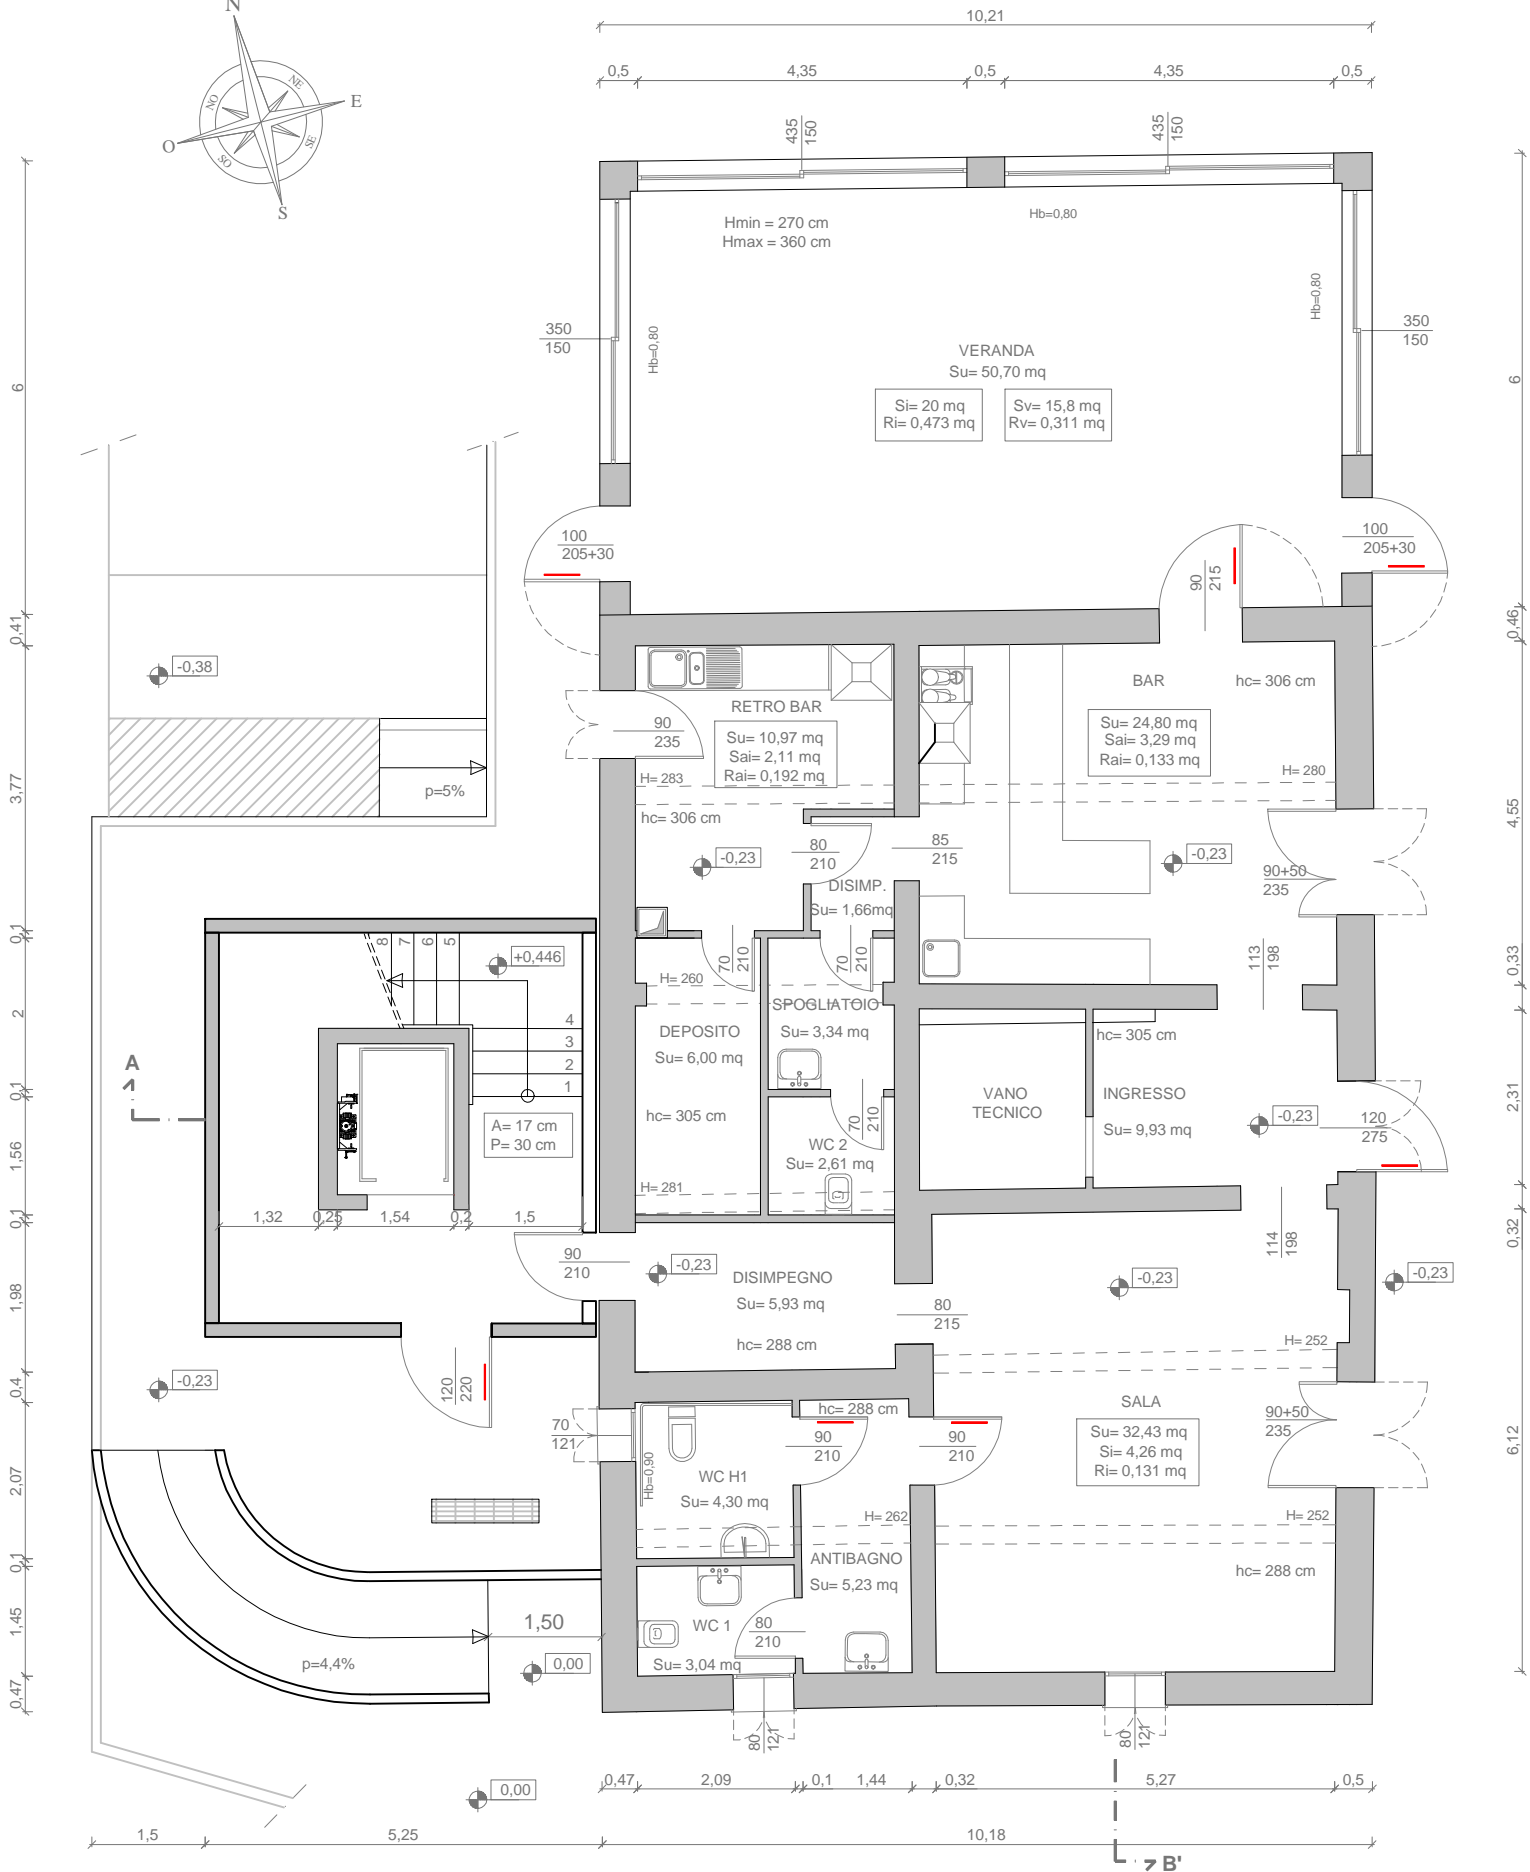 N
NE
E
SE
S
SO
O
NO
10,21
0,5
4,35
0,5
4,35
0,5
435
150
435
150
Hmin = 270 cm
Hmax = 360 cm
Hb=0,80
Hb=0,80
Hb=0,80
350
150
350
150
VERANDA
Su= 50,70 mq
Si= 20 mq
Ri= 0,473 mq
Sv= 15,8 mq
Rv= 0,311 mq
6
6
100
205+30
100
205+30
90
215
0,41
0,46
-0,38
p=5%
RETRO BAR
Su= 10,97 mq
Sai= 2,11 mq
Rai= 0,192 mq
90
235
H= 283
hc= 306 cm
-0,23
BAR
hc= 306 cm
Su= 24,80 mq
Sai= 3,29 mq
Rai= 0,133 mq
H= 280
-0,23
3,77
4,55
80
210
85
215
DISIMP.
Su= 1,66mq
90+50
235
0,1
0,33
8
7
6
5
+0,446
4
3
2
1
70
210
70
210
113
198
H= 260
SPOGLIATOIO
Su= 3,34 mq
DEPOSITO
Su= 6,00 mq
hc= 305 cm
hc= 305 cm
2
A
0,1
A= 17 cm
P= 30 cm
70
210
VANO
TECNICO
INGRESSO
Su= 9,93 mq
-0,23
120
275
2,31
WC 2
Su= 2,61 mq
H= 281
1,56
0,1
1,32
0,25
1,54
0,2
1,5
114
198
0,32
90
210
-0,23
DISIMPEGNO
Su= 5,93 mq
hc= 288 cm
80
215
-0,23
-0,23
1,98
H= 252
-0,23
120
220
0,4
70
121
hc= 288 cm
90
210
90
210
SALA
Su= 32,43 mq
Si= 4,26 mq
Ri= 0,131 mq
90+50
235
6,12
Hb=0,90
WC H1
Su= 4,30 mq
H= 262
H= 252
2,07
0,1
ANTIBAGNO
Su= 5,23 mq
hc= 288 cm
1,45
1,50
WC 1
80
210
Su= 3,04 mq
p=4,4%
0,00
0,47
80
121
80
121
0,00
0,47
2,09
0,1
1,44
0,32
5,27
0,5
1,5
5,25
10,18
B'